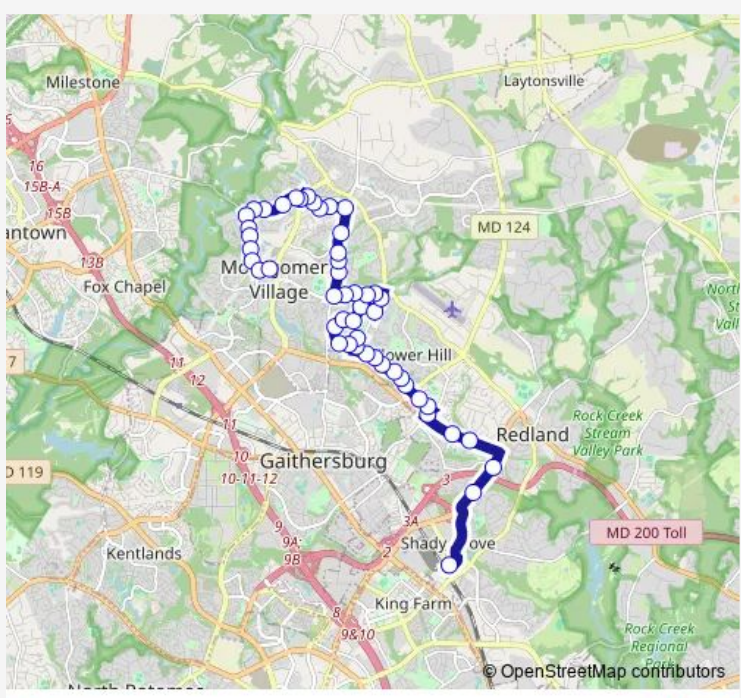 Milestone
Laytonsville
16
15B-A
15B
MD 124
antown
13B
Fox Chapel
Village
11
7
12
ower Hill
11
Redland
Rock Creek
Stream
Valley Park
10
Gaithersburg
D 119
10-11-12
3
9
3A
MD 200 Toll
9A
9B
Kentlands
2
Shady
ove
King Farm
8
9&10
Rock Creek
Regional
© OpenStreetMap contributors